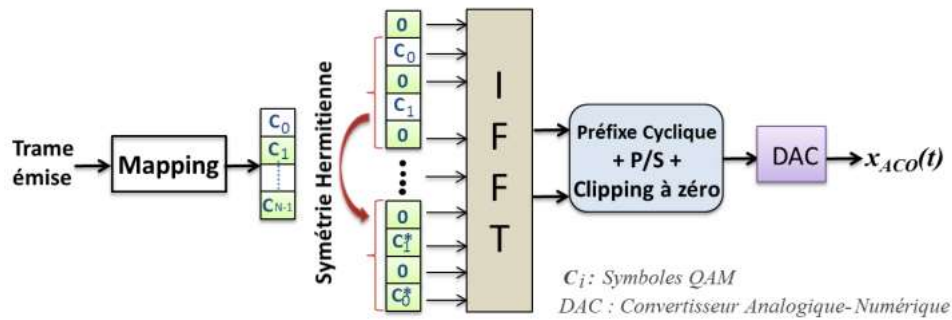 Trame
émise
Mapping
C0
C1
CN-1
Symétrie Hermitienne
0
C0
0
C1
0
0
C1*
0
C0*
I
F
F
T
Préfixe Cyclique
+ P/S +
Clipping à zéro
DAC
xACO(t)
Ci : Symboles QAM
DAC : Convertisseur Analogique-Numérique